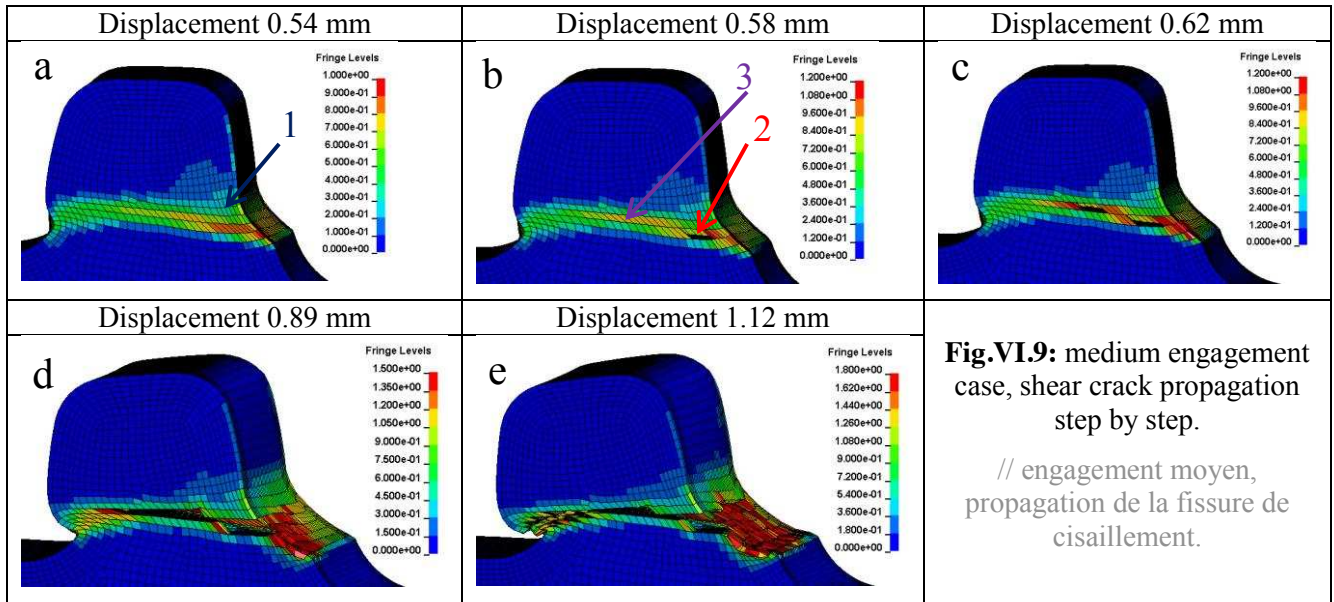 Displacement 0.54 mm
a
1
Fringe Levels
1.000e+00
9.000e-01
8.000e-01
7.000e-01
6.000e-01
5.000e-01
4.000e-01
3.000e-01
2.000e-01
1.000e-01
0.000e+00
Displacement 0.58 mm
b
3
2
Fringe Levels
1.200e+00
1.080e+00
9.600e-01
8.400e-01
7.200e-01
6.000e-01
4.800e-01
3.600e-01
2.400e-01
1.200e-01
0.000e+00
Displacement 0.62 mm
c
Fringe Levels
1.200e+00
1.080e+00
9.600e-01
8.400e-01
7.200e-01
6.000e-01
4.800e-01
3.600e-01
2.400e-01
1.200e-01
0.000e+00
Displacement 0.89 mm
d
Fringe Levels
1.500e+00
1.350e+00
1.200e+00
1.050e+00
9.000e-01
7.500e-01
6.000e-01
4.500e-01
3.000e-01
1.500e-01
0.000e+00
Displacement 1.12 mm
e
Fringe Levels
1.800e+00
1.620e+00
1.440e+00
1.260e+00
1.080e+00
9.000e-01
7.200e-01
5.400e-01
3.600e-01
1.800e-01
0.000e+00
Fig.VI.9: medium engagement
case, shear crack propagation
step by step.
// engagement moyen,
propagation de la fissure de
cisaillement.